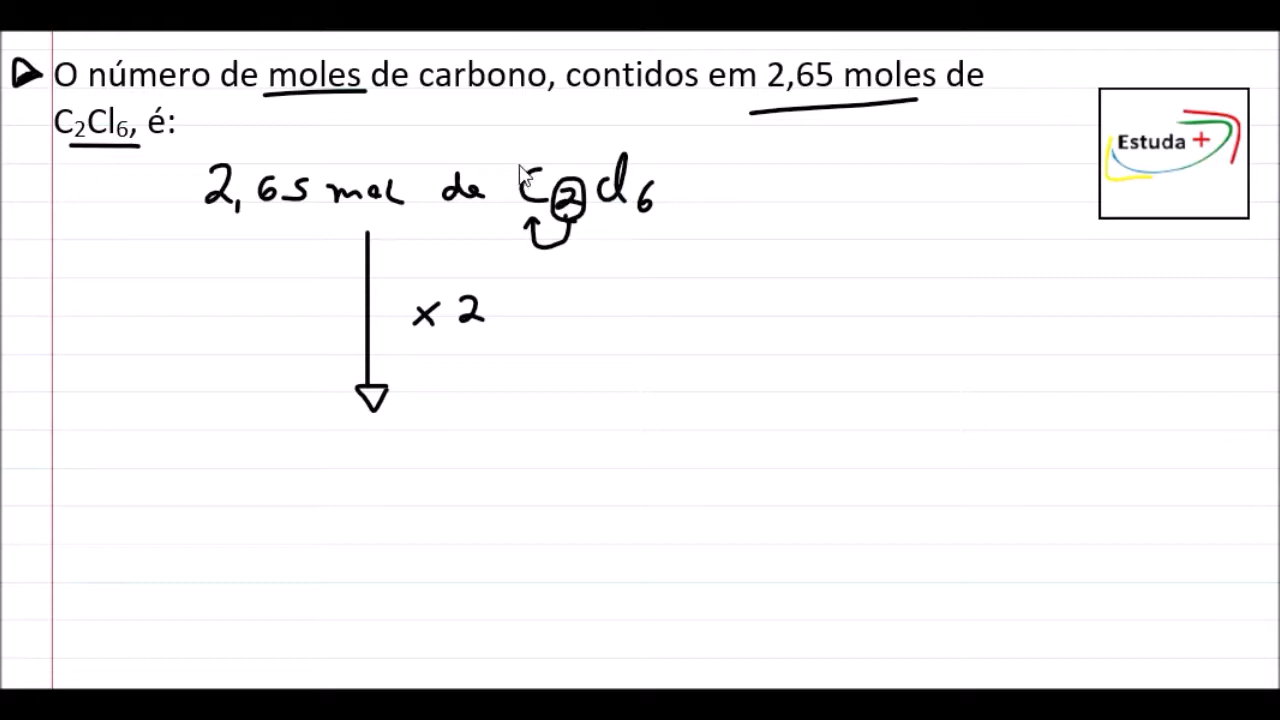 O número de moles de carbono, contidos em 2,65 moles de
C₂Cl₆, é:
Estuda +
2,65 mol de C₂Cl₆
x 2